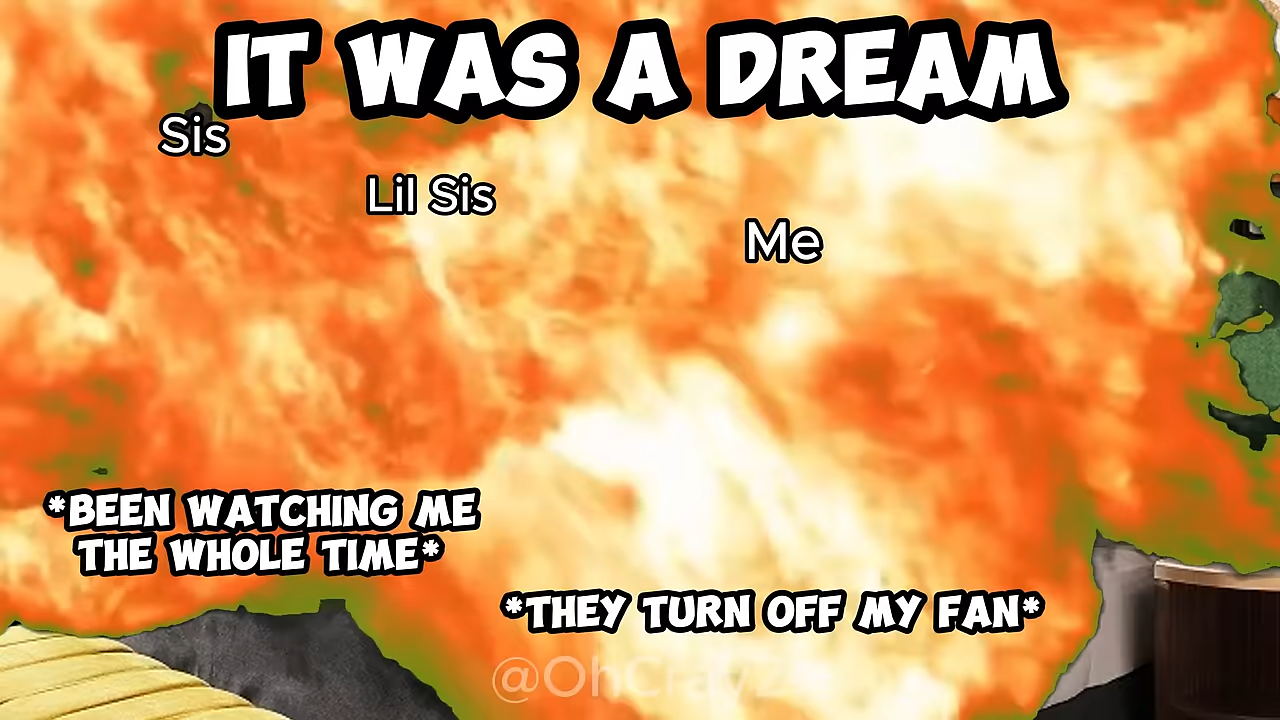 IT WAS A DREAM
Sis
Lil Sis
Me
*BEEN WATCHING ME
THE WHOLE TIME*
*THEY TURN OFF MY FAN*